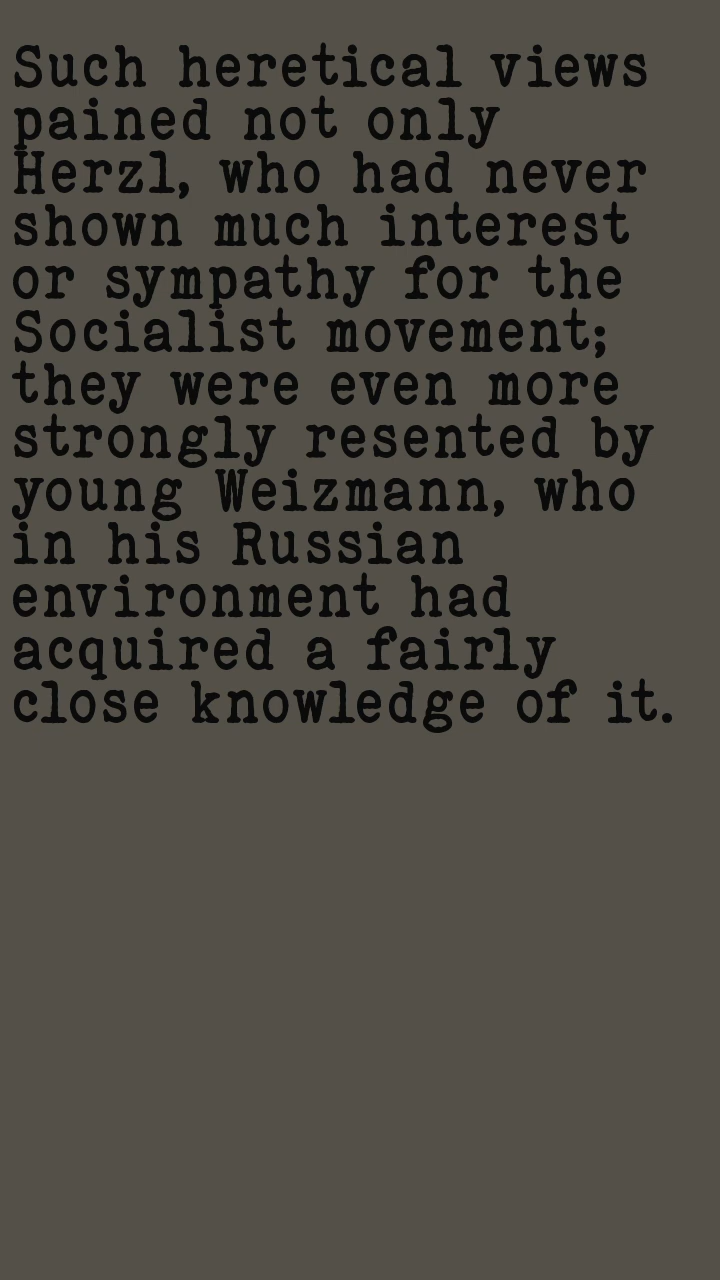 Such heretical views
pained not only
Herzl, who had never
shown much interest
or sympathy for the
Socialist movement;
they were even more
strongly resented by
young Weizmann, who
in his Russian
environment had
acquired a fairly
close knowledge of it.